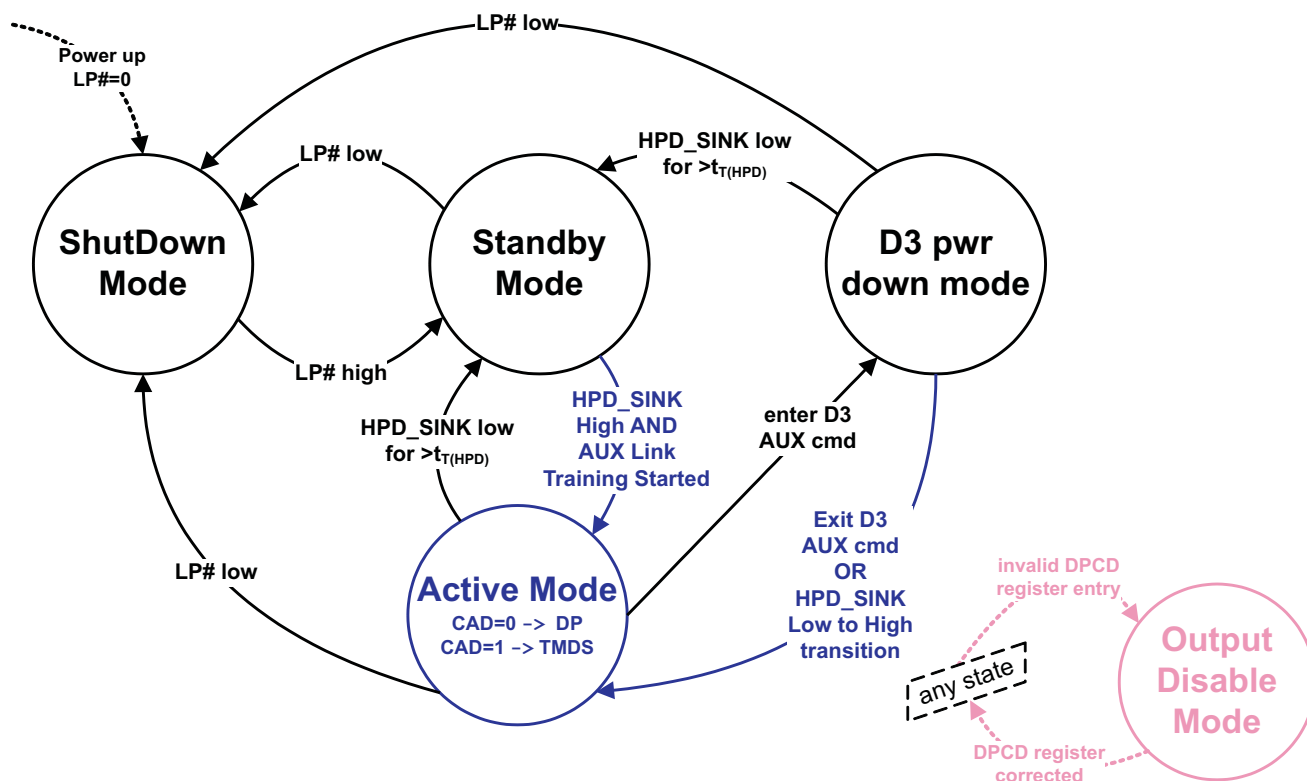 LP# low
Power up
LP#=0
HPD_SINK low
for >tT(HPD)
LP# low
ShutDown
Mode
Standby
Mode
D3 pwr
down mode
LP# high
HPD_SINK low
for >tT(HPD)
HPD_SINK
High AND
AUX Link
Training Started
enter D3
AUX cmd
LP# low
Active Mode
CAD=0 -> DP
CAD=1 -> TMDS
Exit D3
AUX cmd
OR
HPD_SINK
Low to High
transition
invalid DPCD
register entry
any state
Output
Disable
Mode
DPCD register
corrected